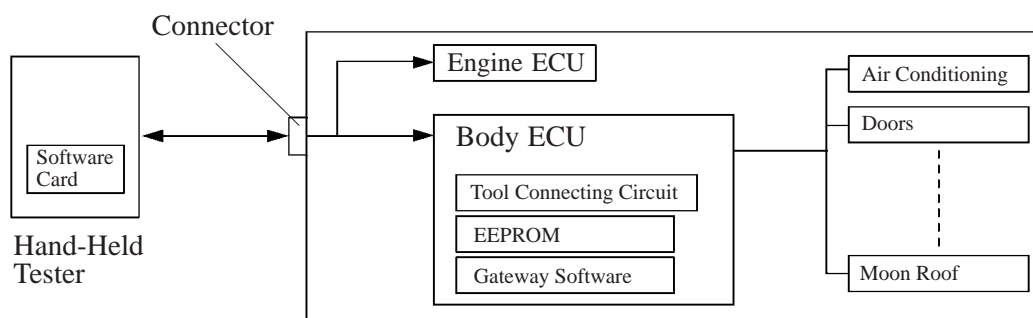 Connector
Engine ECU
Air Conditioning
Doors
Body ECU
Software
Card
Tool Connecting Circuit
EEPROM
Hand-Held
Tester
Gateway Software
Moon Roof